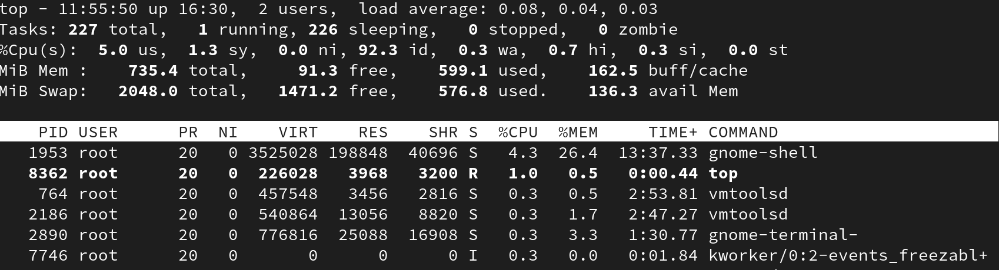 top - 11:55:50 up 16:30,  2 users,  load average: 0.08, 0.04, 0.03
Tasks: 227 total,   1 running, 226 sleeping,   0 stopped,   0 zombie
%Cpu(s):  5.0 us,  1.3 sy,  0.0 ni, 92.3 id,  0.3 wa,  0.7 hi,  0.3 si,  0.0 st
MiB Mem :    735.4 total,     91.3 free,    599.1 used,    162.5 buff/cache
MiB Swap:   2048.0 total,   1471.2 free,    576.8 used.    136.3 avail Mem
PID USER      PR  NI    VIRT    RES    SHR S  %CPU  %MEM     TIME+ COMMAND
1953 root      20   0 3525028 198848  40696 S   4.3  26.4  13:37.33 gnome-shell
8362 root      20   0  226028   3968   3200 R   1.0   0.5   0:00.44 top
764 root      20   0  457548   3456   2816 S   0.3   0.5   2:53.81 vmtoolsd
2186 root      20   0  540864  13056   8820 S   0.3   1.7   2:47.27 vmtoolsd
2890 root      20   0  776816  25088  16908 S   0.3   3.3   1:30.77 gnome-terminal-
7746 root      20   0       0      0      0 I   0.3   0.0   0:01.84 kworker/0:2-events_freezabl+